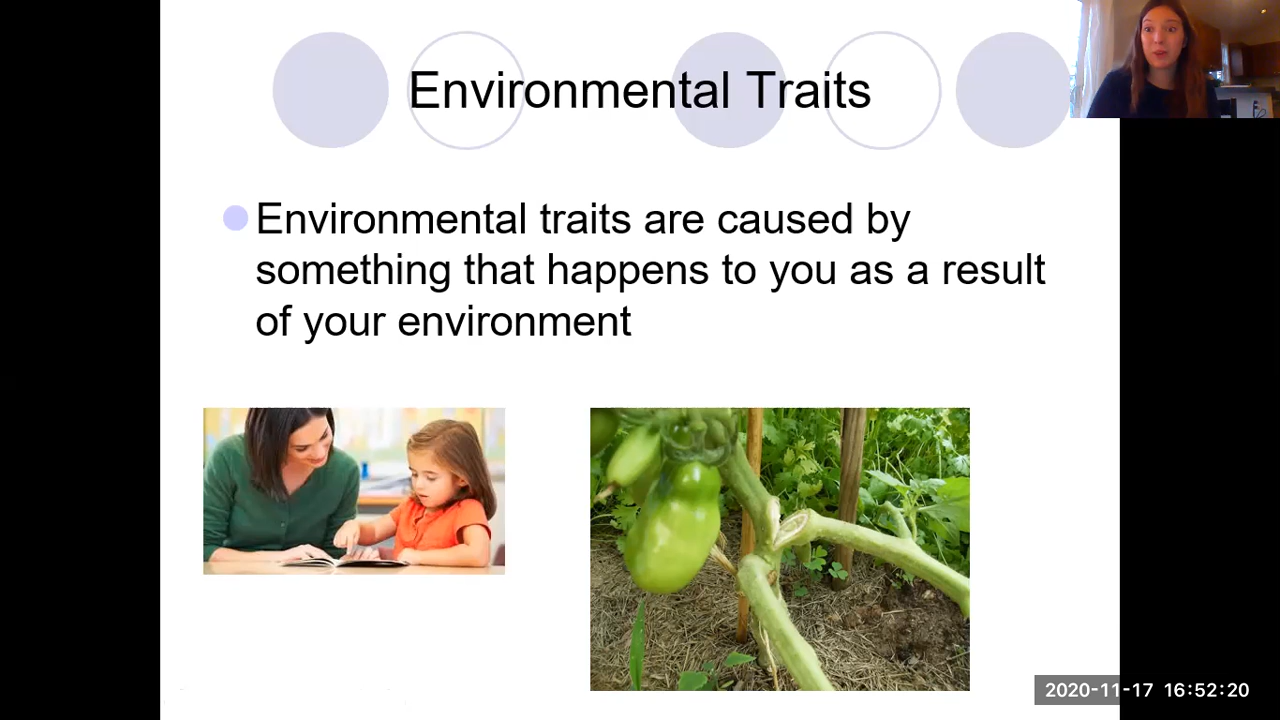 Environmental Traits
Environmental traits are caused by
something that happens to you as a result
of your environment
2020-11-17 16:52:20